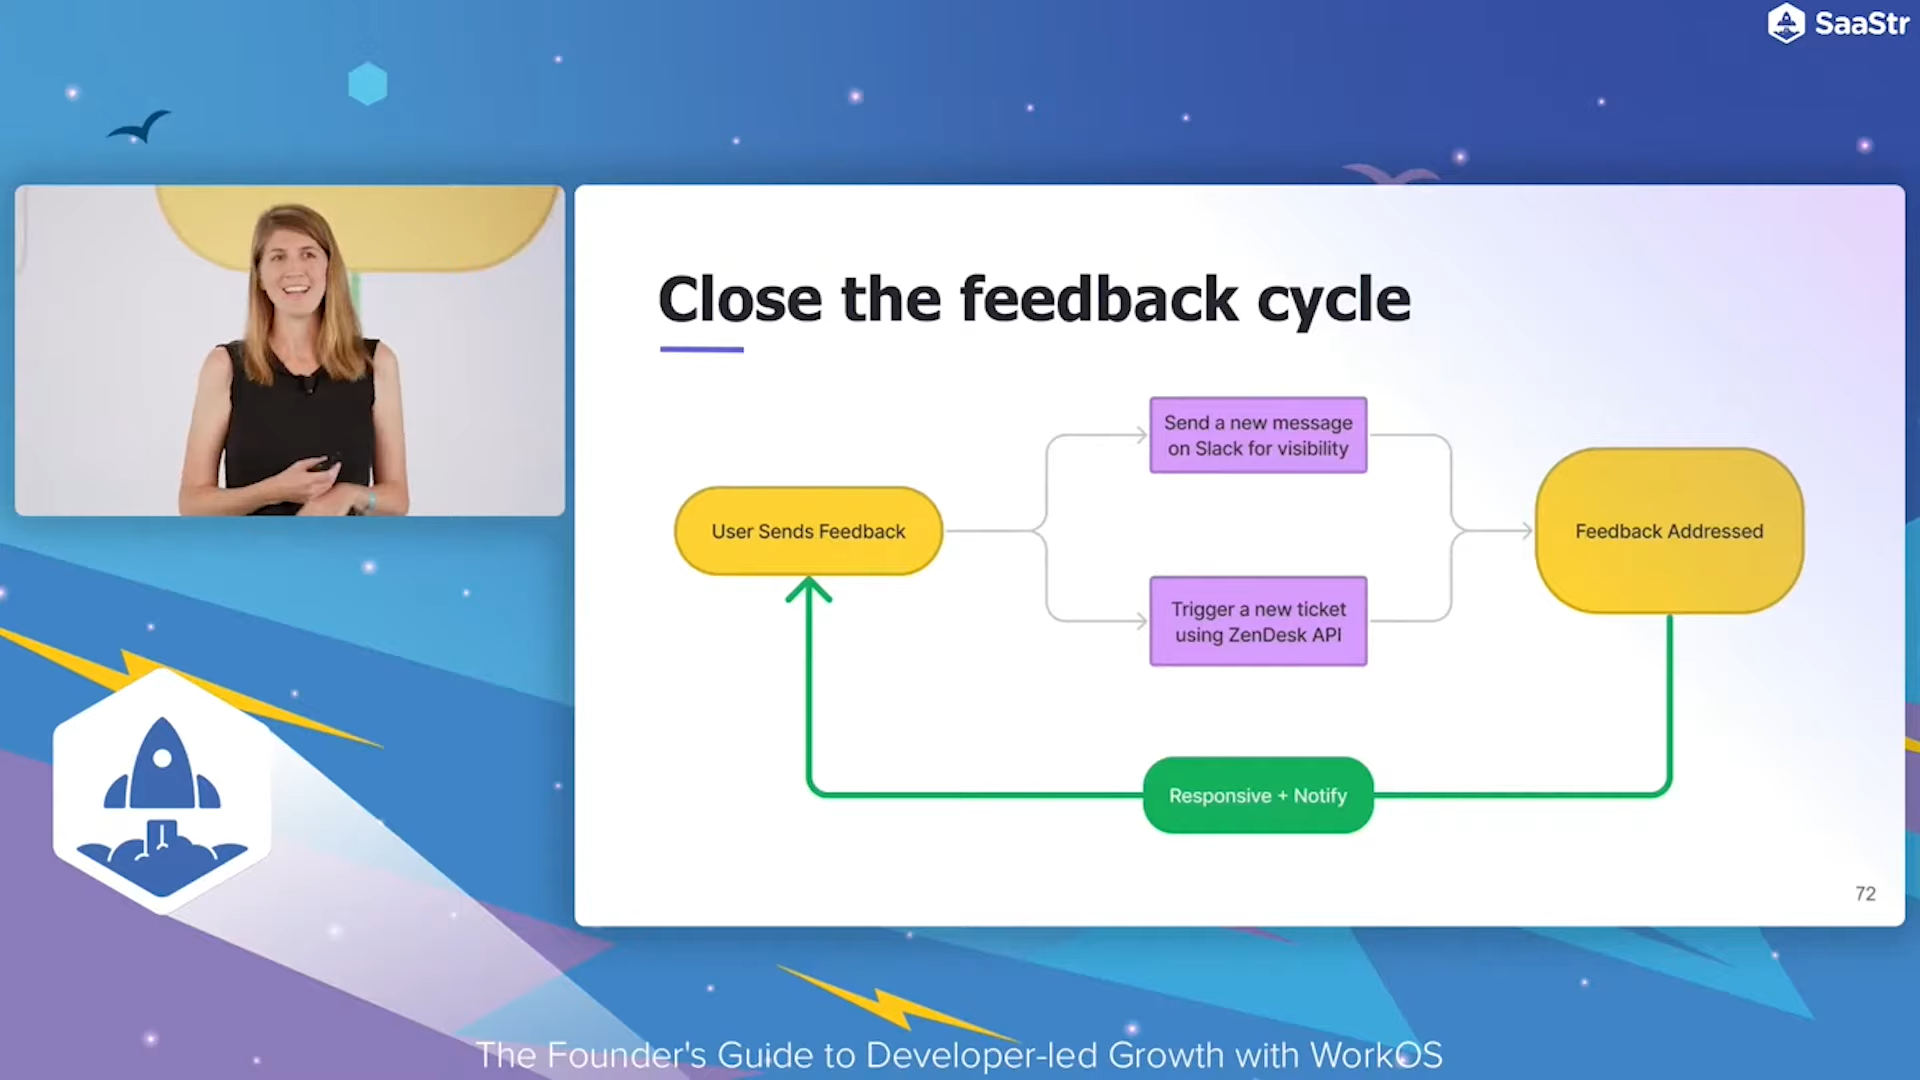 SaaStr
Close the feedback cycle
Send a new message
on Slack for visibility
User Sends Feedback
Feedback Addressed
Trigger a new ticket
using ZenDesk API
Responsive + Notify
72
The Founder's Guide to Developer-led Growth with WorkOS